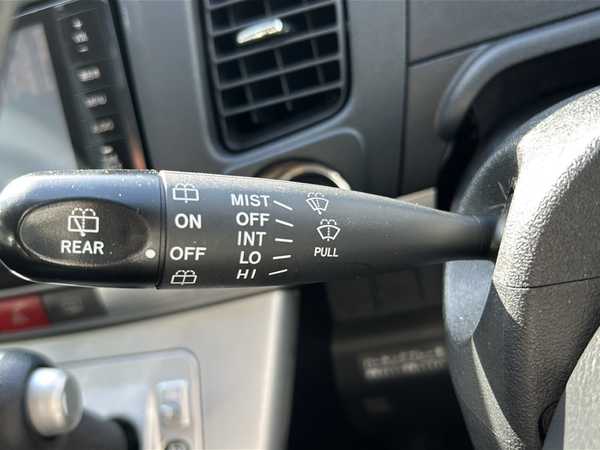 REAR
ON
OFF
MIST
OFF
INT
LO
HI
PULL